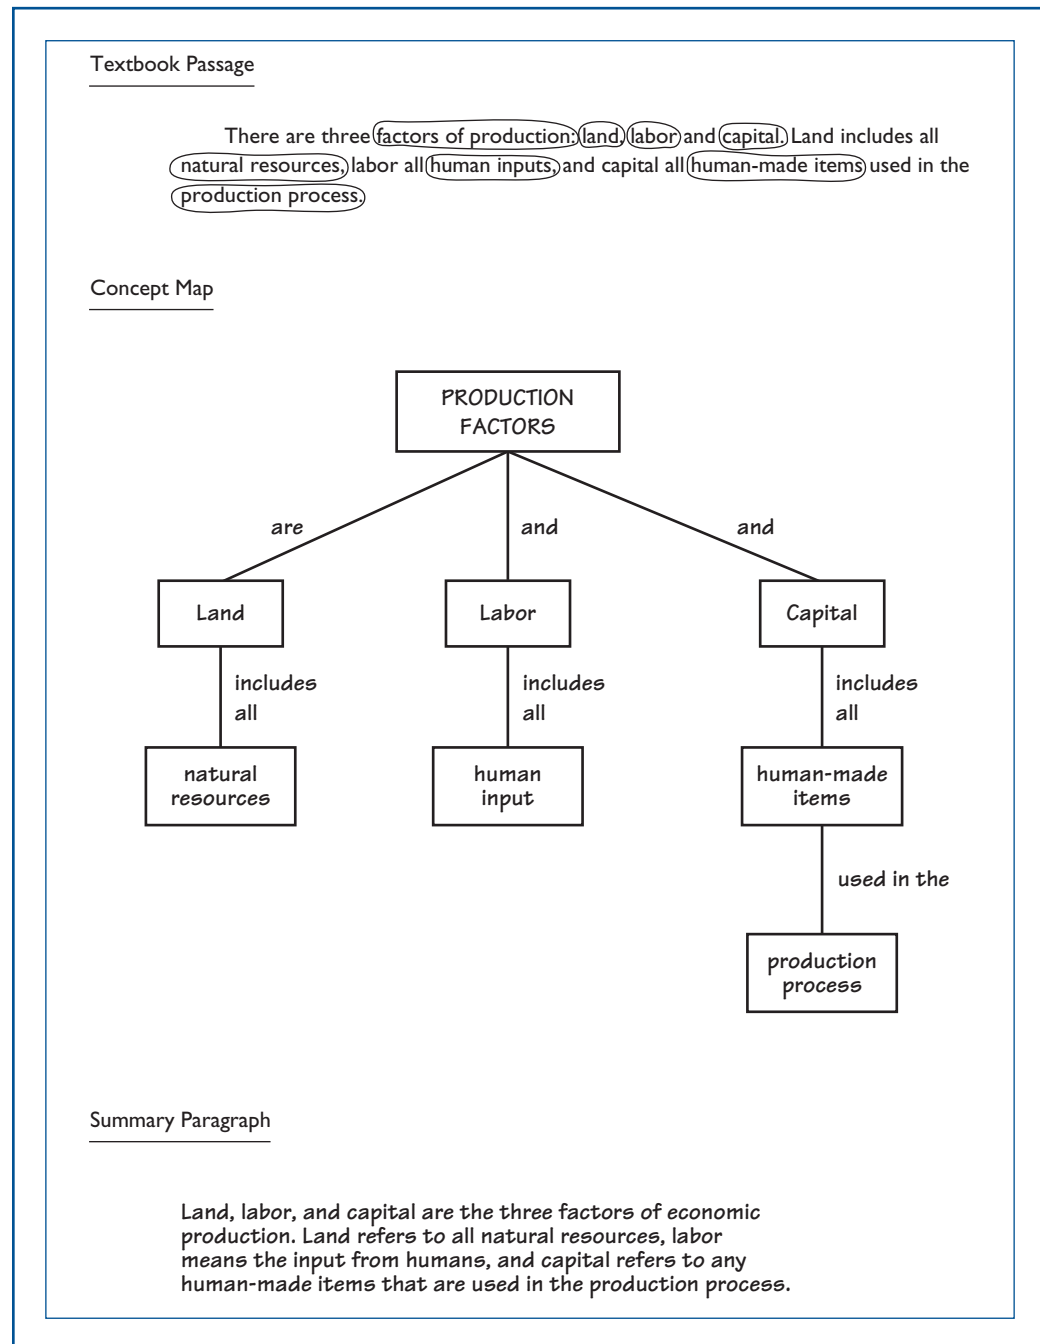 Textbook Passage
There are three factors of production: land, labor and capital. Land includes all
natural resources, labor all human inputs, and capital all human-made items used in the
production process.
Concept Map
PRODUCTION
FACTORS
are
and
and
Land
Labor
Capital
includes
all
includes
all
includes
all
natural
resources
human
input
human-made
items
used in the
production
process
Summary Paragraph
Land, labor, and capital are the three factors of economic
production. Land refers to all natural resources, labor
means the input from humans, and capital refers to any
human-made items that are used in the production process.